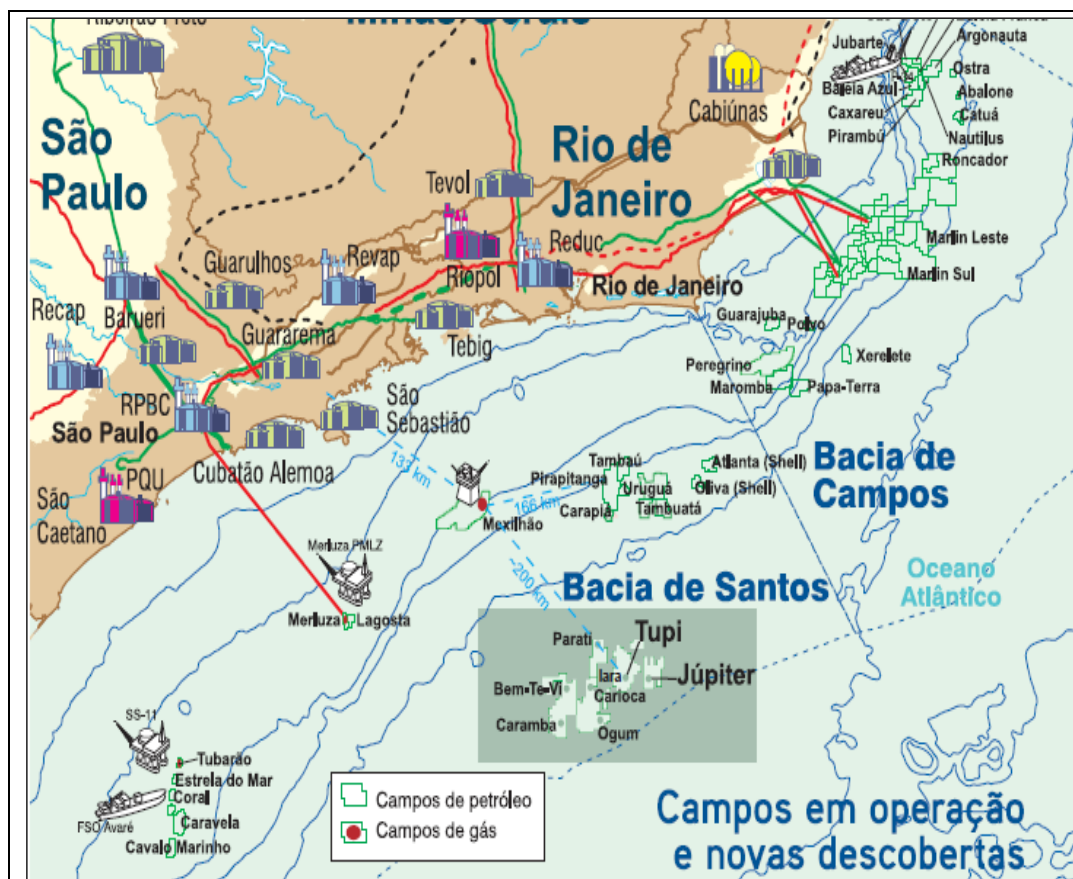 Minas Gerais
Ribeirão Preto
Jubarte
Argonauta
Baleia Azul
Ostra
Abalone
Caxareu
Catuá
Pirambú
Nautilus
Roncador
Cabiúnas
São
Paulo
Rio de
Janeiro
Tevol
Marlin Leste
Marlin Sul
Guarulhos
Revap
Riopol
Reduc
Rio de Janeiro
Recap
Barueri
Guararema
Tebig
Guarajuba
Polvo
Peregrino
Xerelete
Maromba
Papa-Terra
RPBC
São Paulo
São
Sebastião
Cubatão Alemoa
133 km
PQU
São
Caetano
Tambaú
Atlanta (Shell)
Pirapitanga
Uruguá
Oliva (Shell)
166 km
Carapiá
Tambuatá
Mexilhão
Bacia de
Campos
Merluza PMLZ
~200 km
Bacia de Santos
Oceano
Atlântico
Merluza
Lagosta
Parati
Tupi
Iara
Júpiter
Bem-Te-Vi
Carioca
Caramba
Ogum
SS-11
Tubarão
Estrela do Mar
Coral
FSO Avaré
Caravela
Cavalo Marinho
Campos de petróleo
Campos de gás
Campos em operação
e novas descobertas